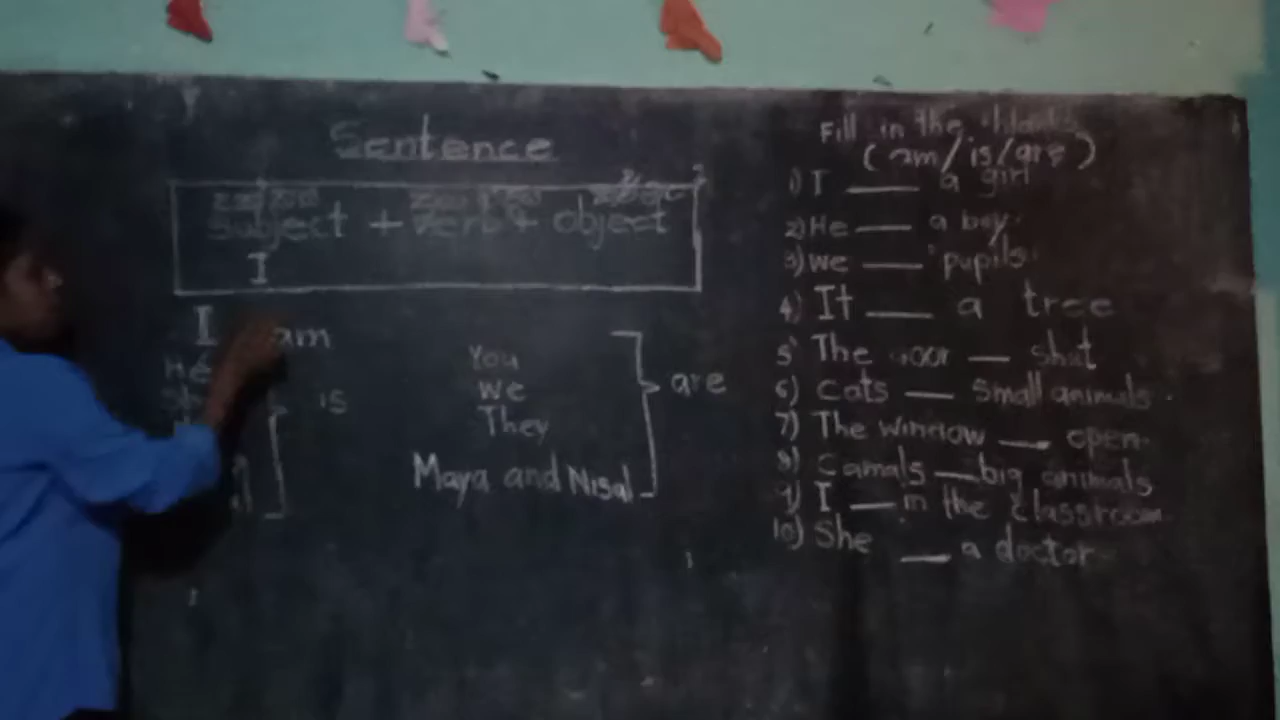 Sentence
Subject + Verb + object
I
I am
He
is
You
We
They
Maya and Nisal
are
Fill in the
(am/is/are)
1) I ___ a girl
2) He ___ a boy.
3) We ___ pupils.
4) It ___ a tree
5) The door ___ shut
6) Cats ___ small animals.
7) The window ___ open.
8) Camals ___ big animals
9) I ___ in the classroom
10) She ___ a doctor